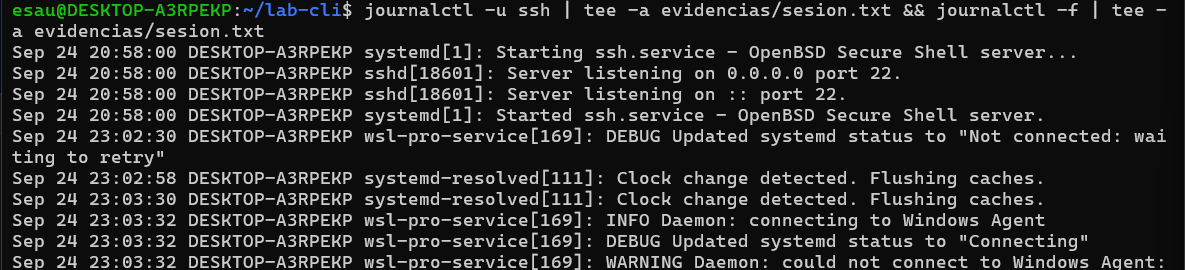 esau@DESKTOP-A3RPEKP:~/lab-cli$ journalctl -u ssh | tee -a evidencias/sesion.txt && journalctl -f | tee -
a evidencias/sesion.txt
Sep 24 20:58:00 DESKTOP-A3RPEKP systemd[1]: Starting ssh.service - OpenBSD Secure Shell server...
Sep 24 20:58:00 DESKTOP-A3RPEKP sshd[18601]: Server listening on 0.0.0.0 port 22.
Sep 24 20:58:00 DESKTOP-A3RPEKP sshd[18601]: Server listening on :: port 22.
Sep 24 20:58:00 DESKTOP-A3RPEKP systemd[1]: Started ssh.service - OpenBSD Secure Shell server.
Sep 24 23:02:30 DESKTOP-A3RPEKP wsl-pro-service[169]: DEBUG Updated systemd status to "Not connected: wai
ting to retry"
Sep 24 23:02:58 DESKTOP-A3RPEKP systemd-resolved[111]: Clock change detected. Flushing caches.
Sep 24 23:03:30 DESKTOP-A3RPEKP systemd-resolved[111]: Clock change detected. Flushing caches.
Sep 24 23:03:32 DESKTOP-A3RPEKP wsl-pro-service[169]: INFO Daemon: connecting to Windows Agent
Sep 24 23:03:32 DESKTOP-A3RPEKP wsl-pro-service[169]: DEBUG Updated systemd status to "Connecting"
Sep 24 23:03:32 DESKTOP-A3RPEKP wsl-pro-service[169]: WARNING Daemon: could not connect to Windows Agent: